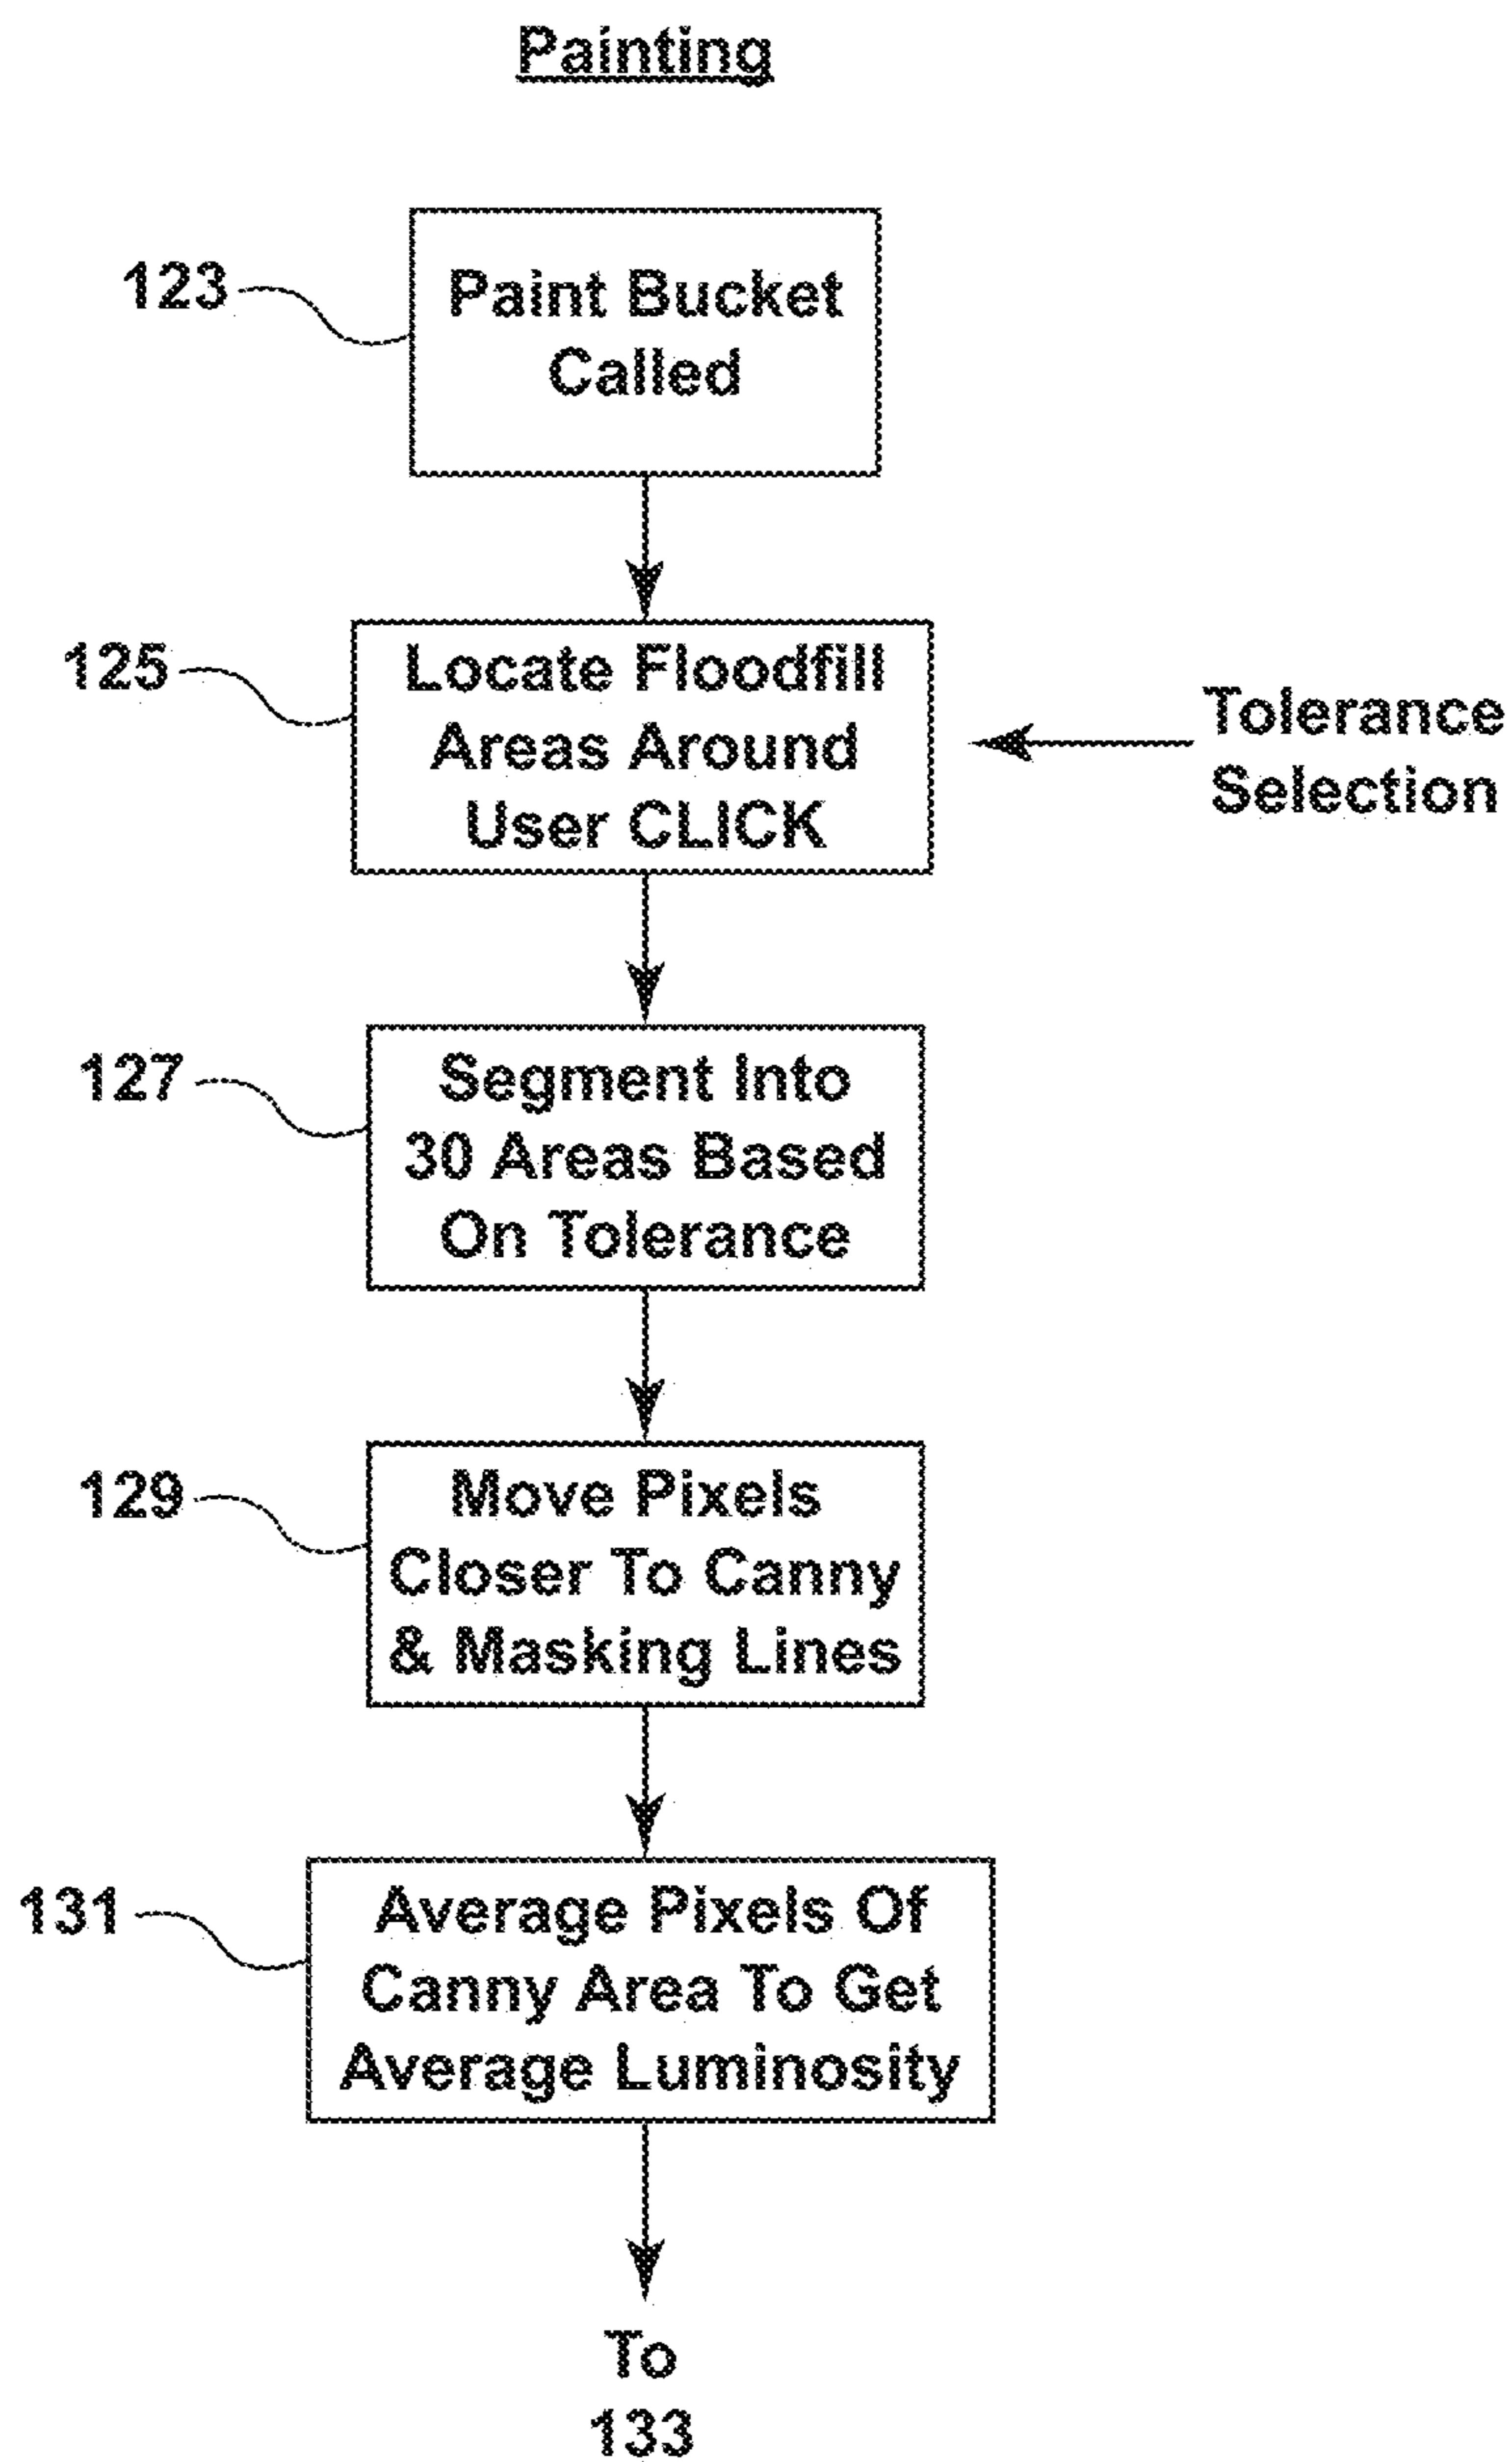 Painting
123
Paint Bucket
Called
125
Locate Floodfill
Areas Around
User CLICK
Tolerance
Selection
127
Segment Into
30 Areas Based
On Tolerance
129
Move Pixels
Closer To Canny
& Masking Lines
131
Average Pixels Of
Canny Area To Get
Average Luminosity
To
133